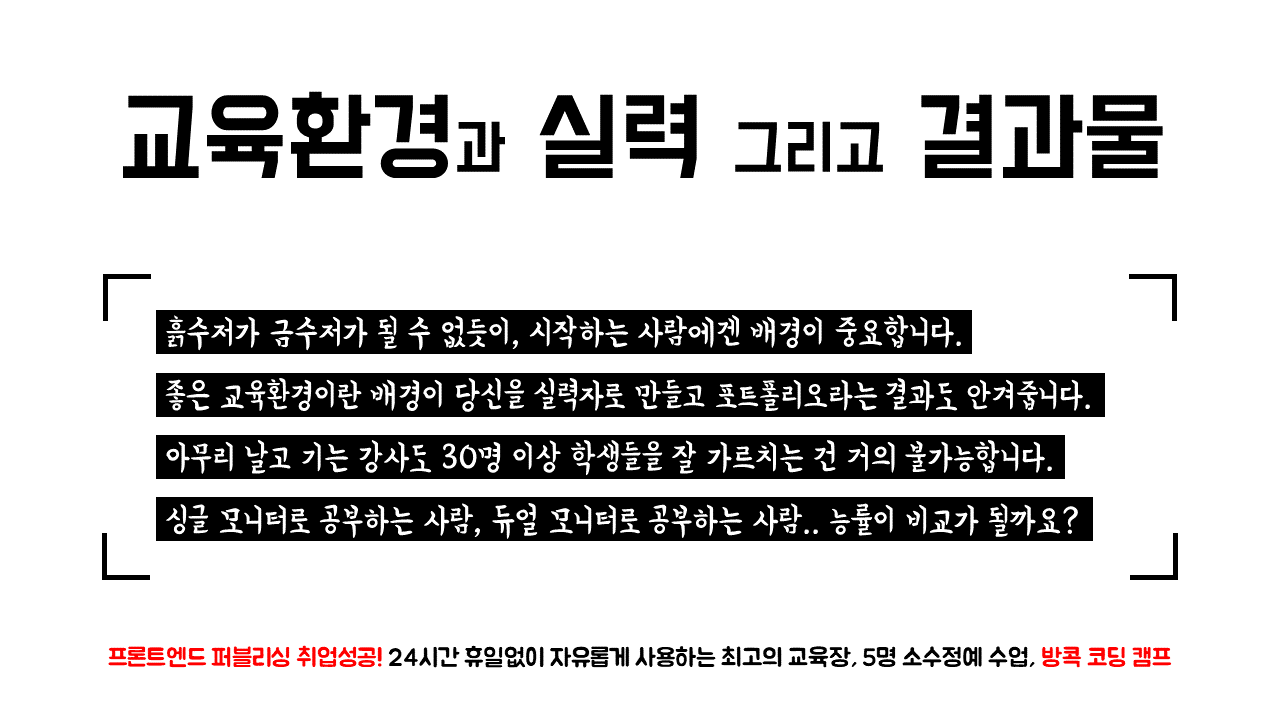 교육환경과 실력 그리고 결과물
흙수저가 금수저가 될 수 없듯이, 시작하는 사람에겐 배경이 중요합니다.
좋은 교육환경이란 배경이 당신을 실력자로 만들고 포트폴리오라는 결과도 안겨줍니다.
아무리 날고 기는 강사도 30명 이상 학생들을 잘 가르치는 건 거의 불가능합니다.
싱글 모니터로 공부하는 사람, 듀얼 모니터로 공부하는 사람.. 능률이 비교가 될까요?
프론트엔드 퍼블리싱 취업성공! 24시간 휴일없이 자유롭게 사용하는 최고의 교육장, 5명 소수정예 수업, 방콕 코딩 캠프